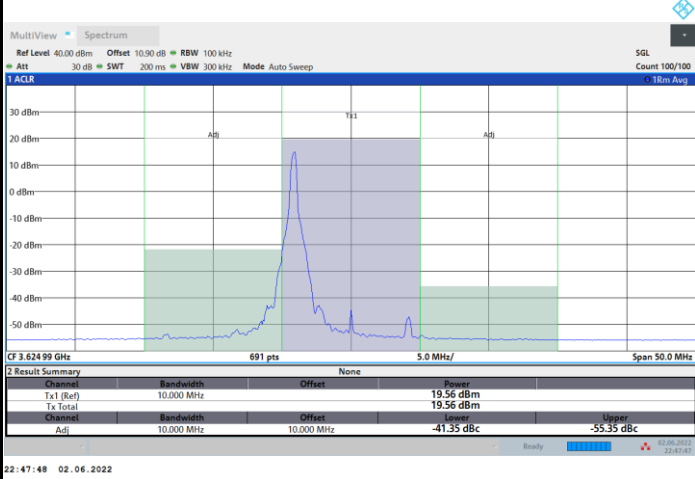 MultiView Spectrum
Ref Level 40.00 dBm Offset 10.90 dB RBW 100 kHz SGL
Att 30 dB SWT 200 ms VBW 300 kHz Mode Auto Sweep Count 100/100
1 ACLR 1Rm Avg
30 dBm
Tx1
Adj Adj
20 dBm
10 dBm
0 dBm
-10 dBm
-20 dBm
-30 dBm
-40 dBm
-50 dBm
CF 3.624 99 GHz 691 pts 5.0 MHz/ Span 50.0 MHz
2 Result Summary None
Channel Bandwidth Offset Power
Tx1 (Ref) 10.000 MHz 19.56 dBm
Tx Total 19.56 dBm
Channel Bandwidth Offset Lower Upper
Adj 10.000 MHz 10.000 MHz -41.35 dBc -55.35 dBc
Ready 02.06.2022
22:47:47
22:47:48 02.06.2022